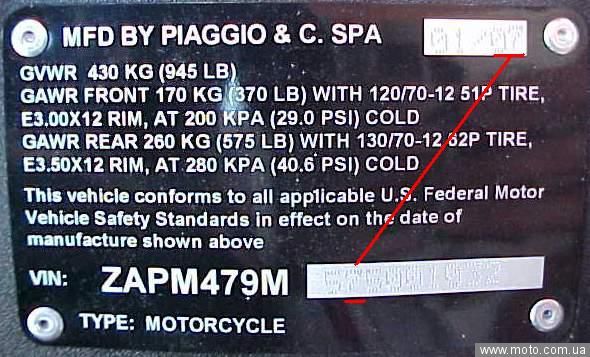 MFD BY PIAGGIO & C. SPA 01/07
GVWR 430 KG (945 LB)
GAWR FRONT 170 KG (370 LB) WITH 120/70-12 51P TIRE,
E3.00X12 RIM, AT 200 KPA (29.0 PSI) COLD
GAWR REAR 260 KG (575 LB) WITH 130/70-12 62P TIRE,
E3.50X12 RIM, AT 280 KPA (40.6 PSI) COLD
This vehicle conforms to all applicable U.S. Federal Motor
Vehicle Safety Standards in effect on the date of
manufacture shown above
VIN: ZAPM479M
TYPE: MOTORCYCLE
www.moto.com.ua